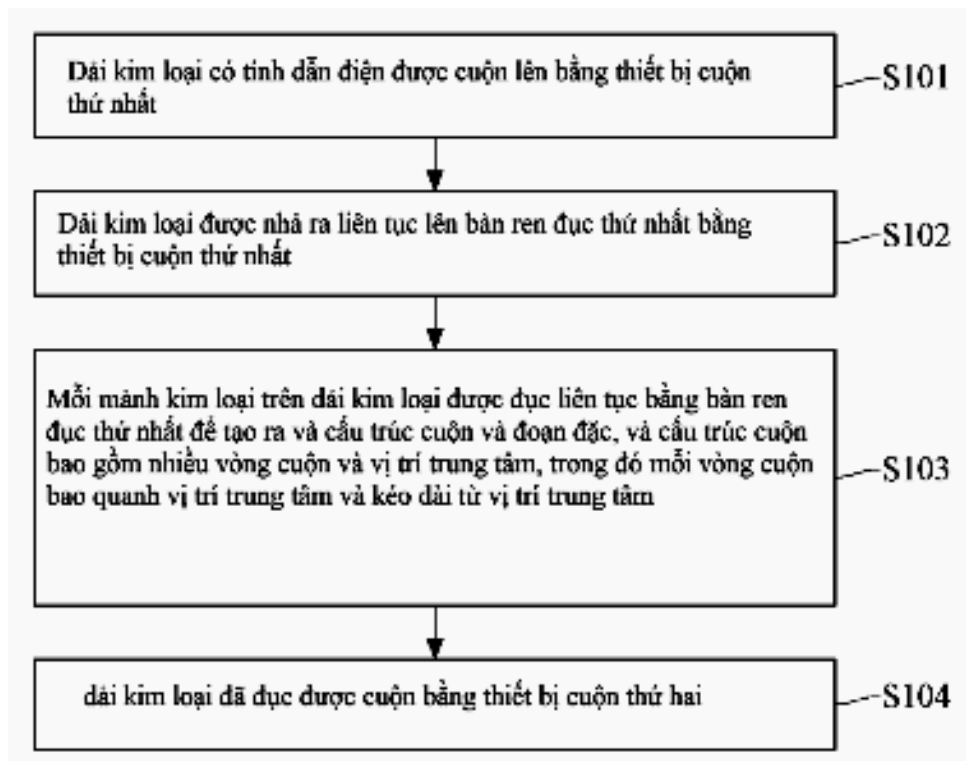 Dải kim loại có tính dẫn điện được cuộn lên bằng thiết bị cuộn
thứ nhất
S101
Dải kim loại được nhả ra liên tục lên bàn ren đục thứ nhất bằng
thiết bị cuộn thứ nhất
S102
Mỗi mảnh kim loại trên dải kim loại được đục liên tục bằng bàn ren
đục thứ nhất để tạo ra và cấu trúc cuộn và đoạn đặc, và cấu trúc cuộn
bao gồm nhiều vòng cuộn và vị trí trung tâm, trong đó mỗi vòng cuộn
bao quanh vị trí trung tâm và kéo dài từ vị trí trung tâm
S103
dải kim loại đã đục được cuộn bằng thiết bị cuộn thứ hai
S104